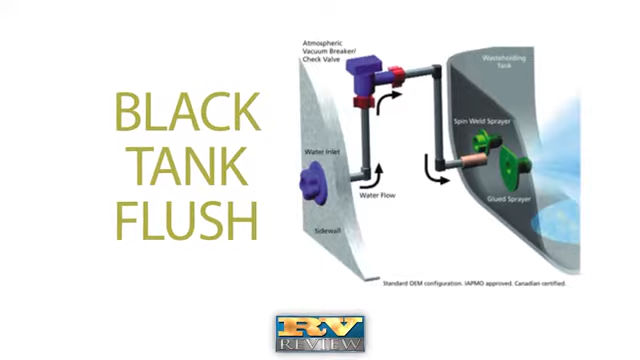 BLACK
TANK
FLUSH
Atmospheric
Vacuum Breaker/
Check Valve
Wasteholding
Tank
Spin Weld Sprayer
Water Inlet
Water Flow
Glued Sprayer
Sidewall
Standard OEM configuration. IAPMO approved. Canadian certified.
RV
REVIEW